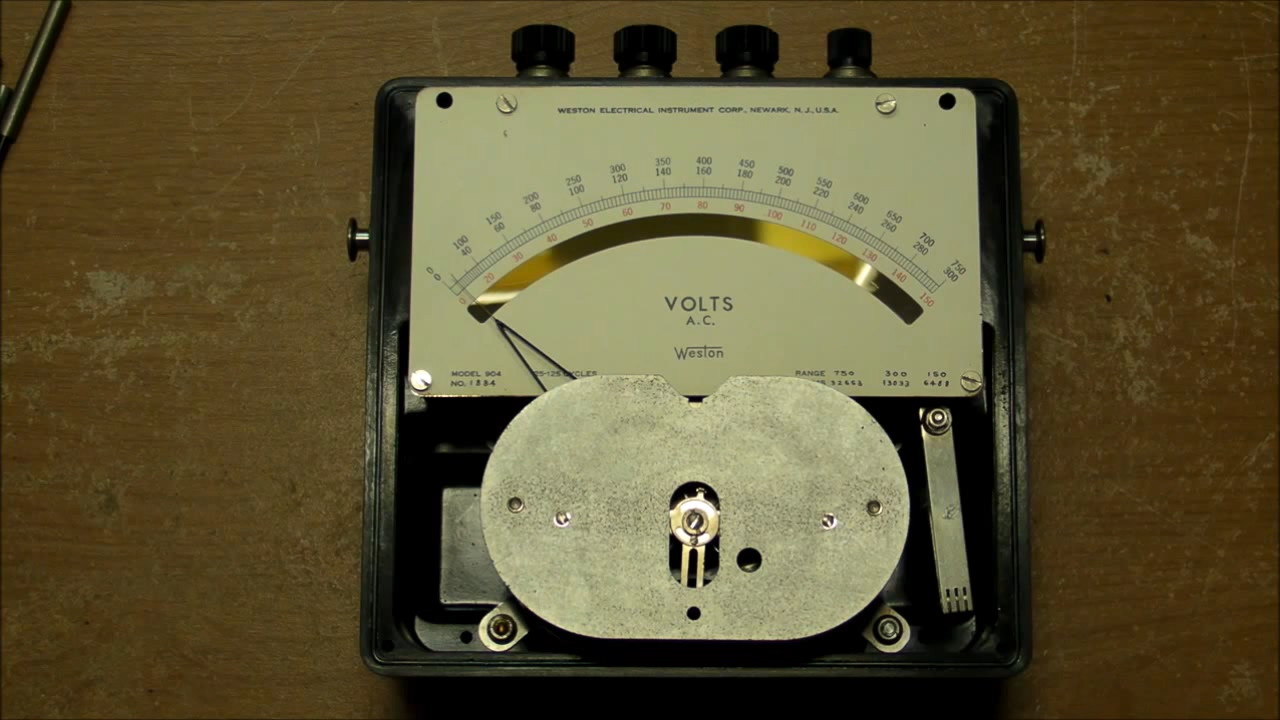 WESTON ELECTRICAL INSTRUMENT CORP., NEWARK, N. J., U.S.A.
0 100 150 200 250 300 350 400 450 500 550 600 650 700 750
0 40 60 80 100 120 140 160 180 200 220 240 260 280 300
0 20 30 40 50 60 70 80 90 100 110 120 130 140 150
VOLTS
A.C.
Weston
MODEL 904 25-125 CYCLES RANGE 750 300 150
NO. 1884 32653 13033 6488